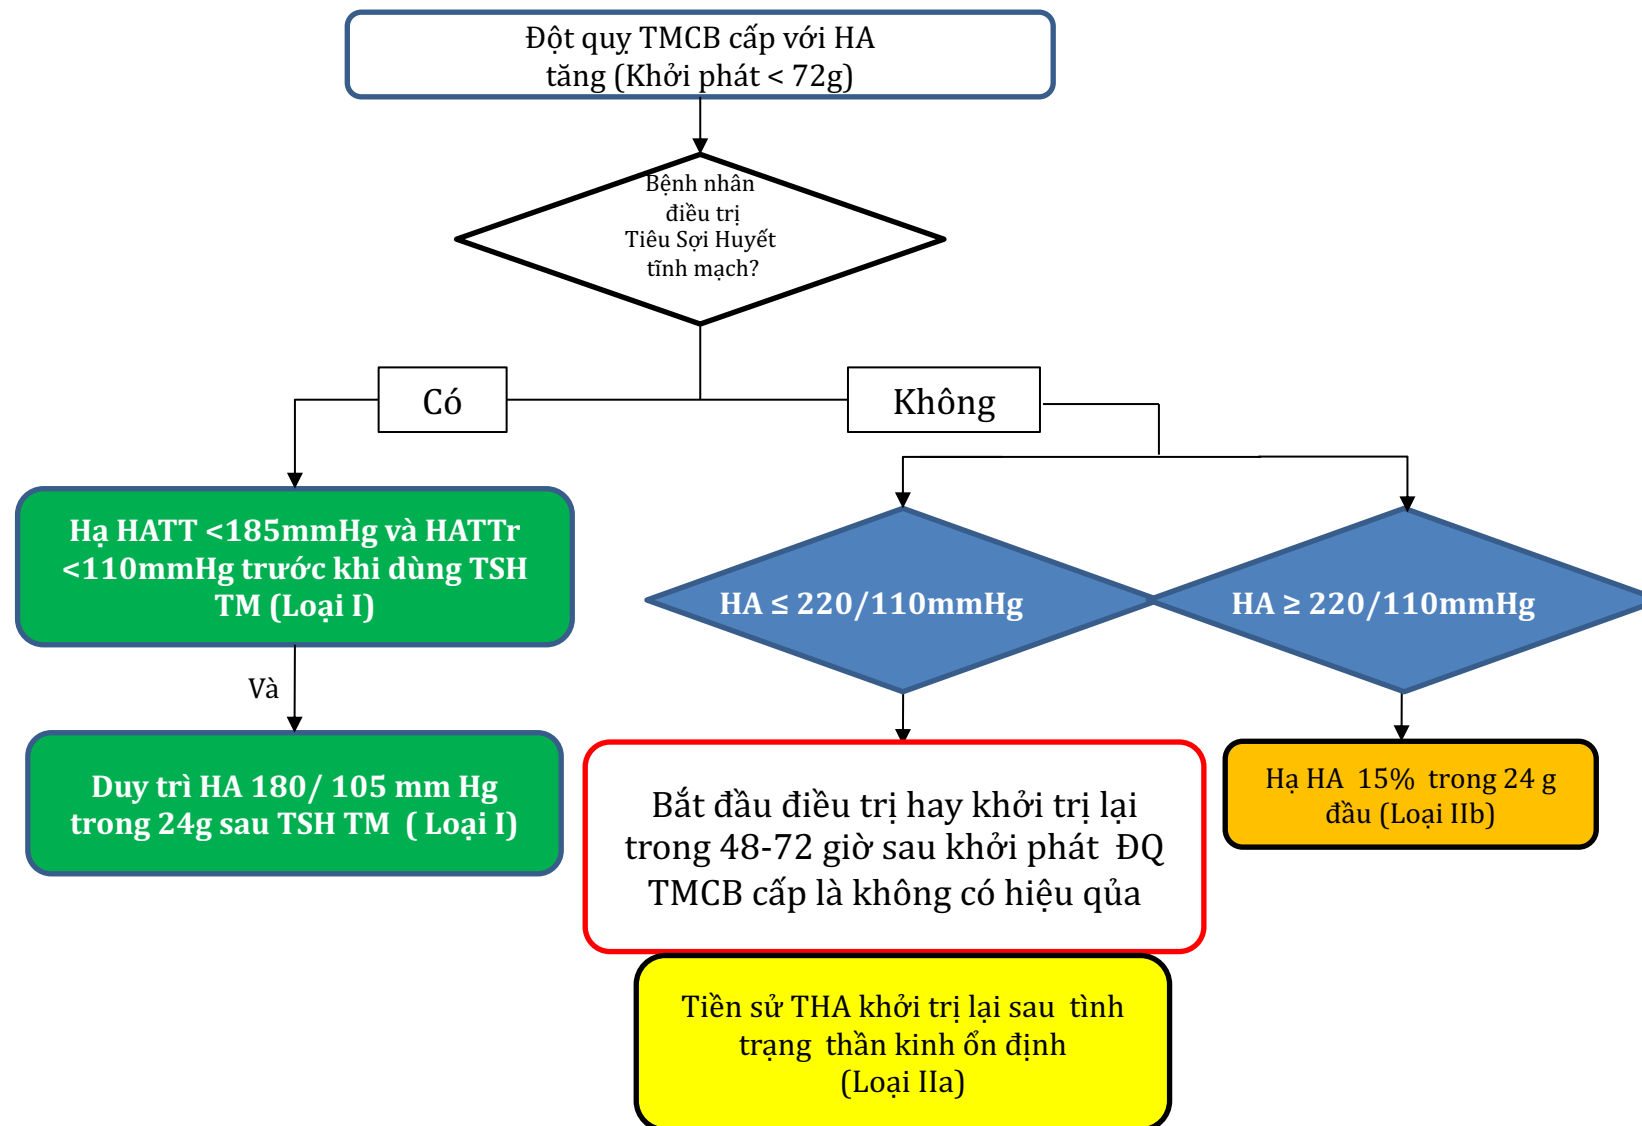 Đột quỵ TMCB cấp với HA
tăng (Khởi phát < 72g)
Bệnh nhân
điều trị
Tiêu Sợi Huyết
tĩnh mạch?
Có
Không
Hạ HATT <185mmHg và HATTr
<110mmHg trước khi dùng TSH
TM (Loại I)
HA ≤ 220/110mmHg
HA ≥ 220/110mmHg
Và
Duy trì HA 180/ 105 mm Hg
trong 24g sau TSH TM ( Loại I)
Bắt đầu điều trị hay khởi trị lại
trong 48-72 giờ sau khởi phát ĐQ
TMCB cấp là không có hiệu qủa
Hạ HA 15% trong 24 g
đầu (Loại IIb)
Tiền sử THA khởi trị lại sau tình
trạng thần kinh ổn định
(Loại IIa)